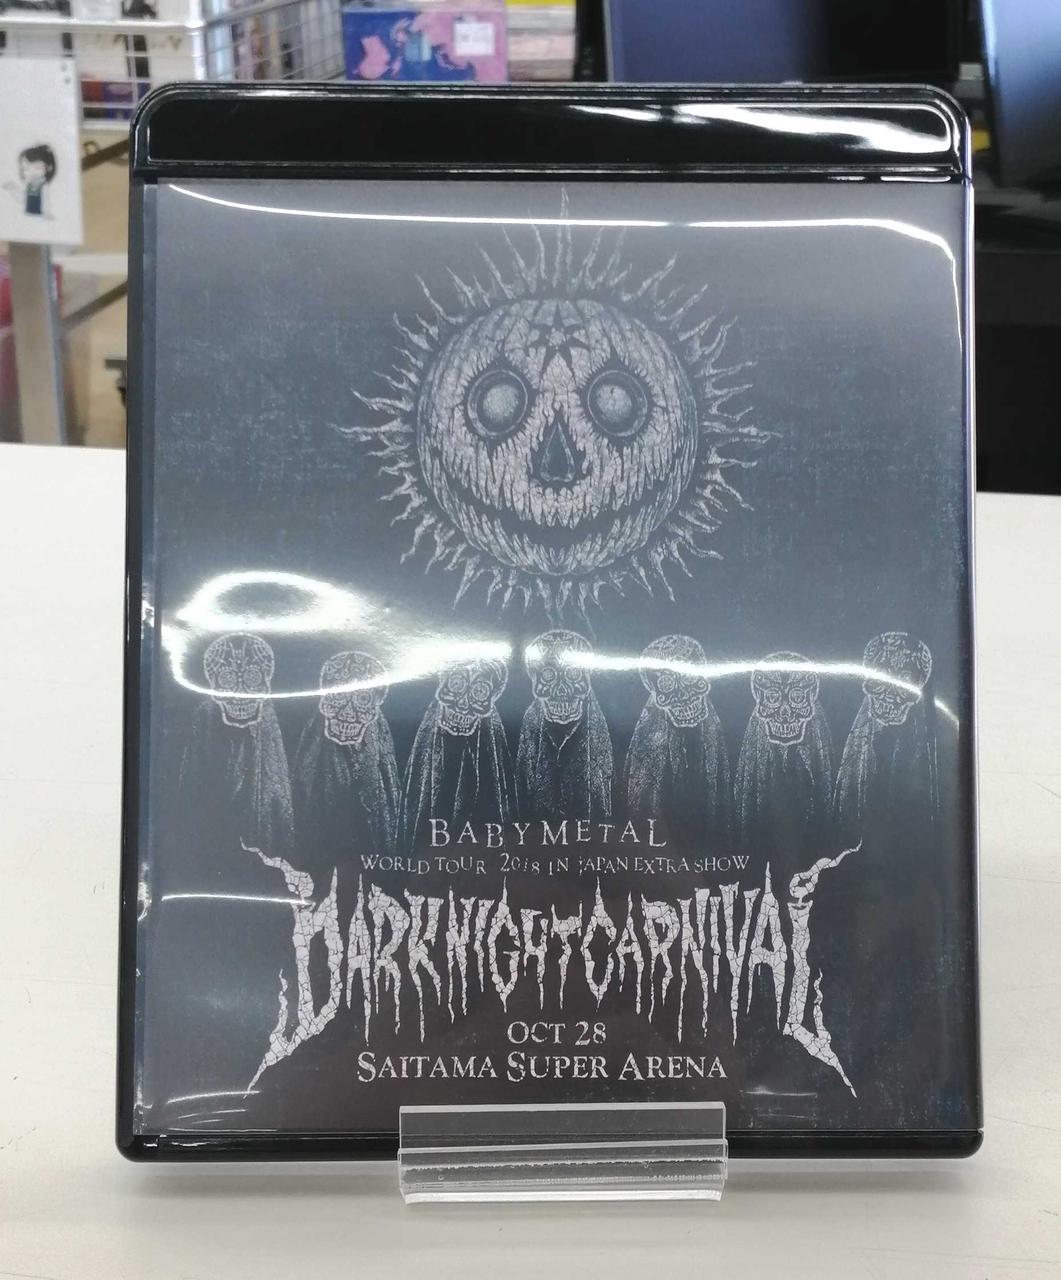 BABYMETAL
WORLD TOUR 2018 IN JAPAN EXTRA SHOW
DARK NIGHT CARNIVAL
OCT 28
SAITAMA SUPER ARENA